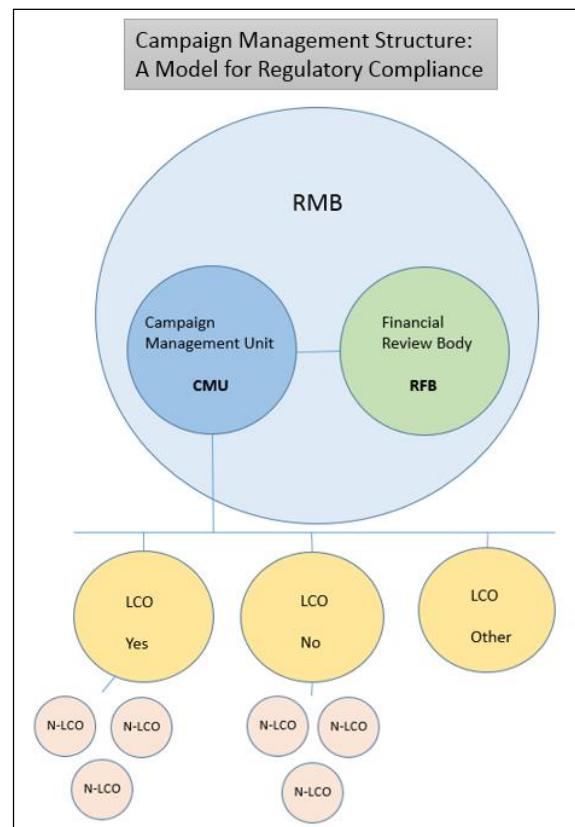 Campaign Management Structure:
A Model for Regulatory Compliance
RMB
Campaign
Management Unit
CMU
Financial
Review Body
RFB
LCO
Yes
LCO
No
LCO
Other
N-LCO
N-LCO
N-LCO
N-LCO
N-LCO
N-LCO